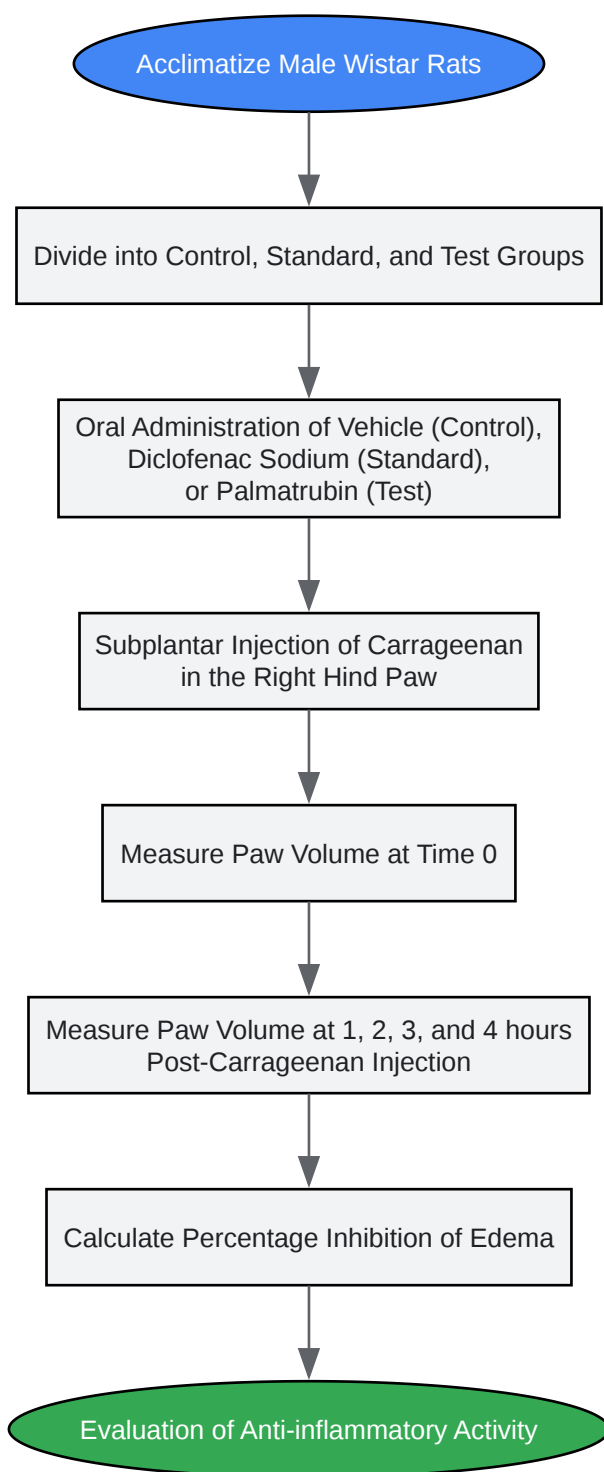 Acclimatize Male Wistar Rats
Divide into Control, Standard, and Test Groups
Oral Administration of Vehicle (Control),
Diclofenac Sodium (Standard),
or Palmatrubin (Test)
Subplantar Injection of Carrageenan
in the Right Hind Paw
Measure Paw Volume at Time 0
Measure Paw Volume at 1, 2, 3, and 4 hours
Post-Carrageenan Injection
Calculate Percentage Inhibition of Edema
Evaluation of Anti-inflammatory Activity